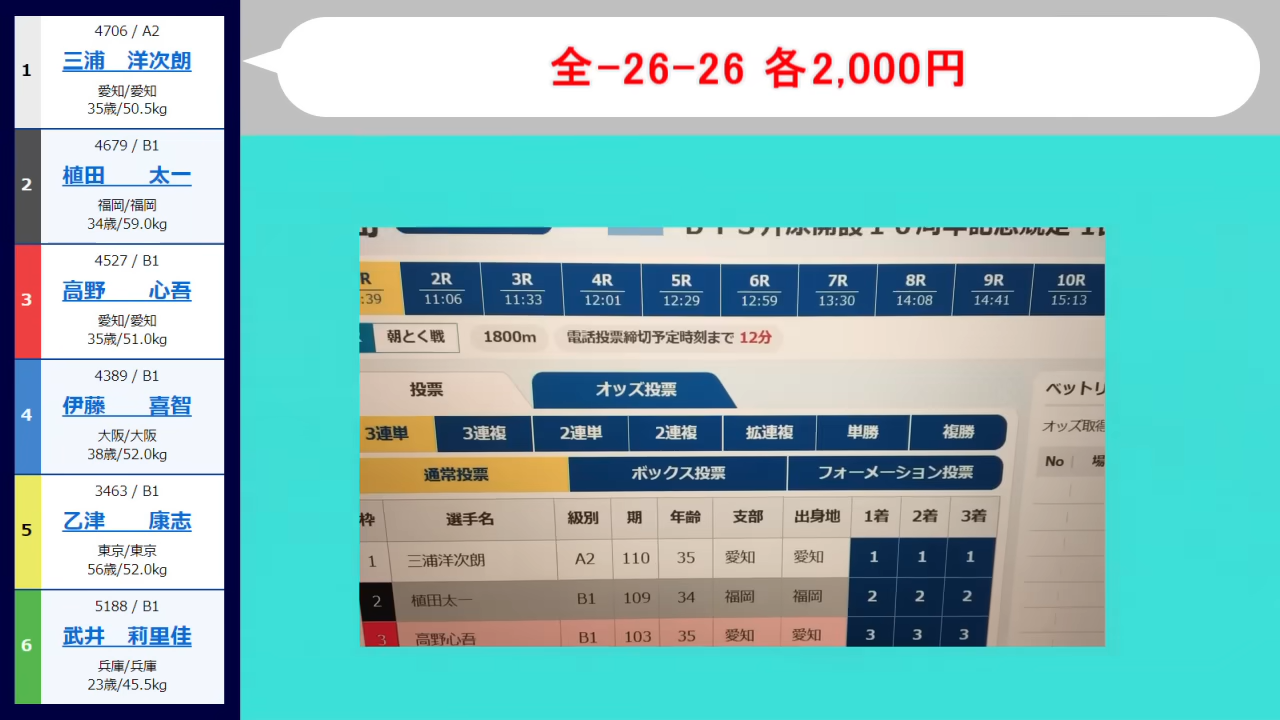 1
4706 / A2
三浦 洋次朗
愛知/愛知
35歳/50.5kg
2
4679 / B1
植田 太一
福岡/福岡
34歳/59.0kg
3
4527 / B1
高野 心吾
愛知/愛知
35歳/51.0kg
4
4389 / B1
伊藤 喜智
大阪/大阪
38歳/52.0kg
5
3463 / B1
乙津 康志
東京/東京
56歳/52.0kg
6
5188 / B1
武井 莉里佳
兵庫/兵庫
23歳/45.5kg
全-26-26 各2,000円
R 2R 3R 4R 5R 6R 7R 8R 9R 10R
:39 11:06 11:33 12:01 12:29 12:59 13:30 14:08 14:41 15:13
朝とく戦 1800m 電話投票締切予定時刻まで 12分
投票 オッズ投票 ベットリ
3連単 3連複 2連単 2連複 拡連複 単勝 複勝
オッズ取得
通常投票 ボックス投票 フォーメーション投票
No 場
枠 選手名 級別 期 年齢 支部 出身地 1着 2着 3着
1 三浦洋次朗 A2 110 35 愛知 愛知 1 1 1
2 植田太一 B1 109 34 福岡 福岡 2 2 2
3 高野心吾 B1 103 35 愛知 愛知 3 3 3